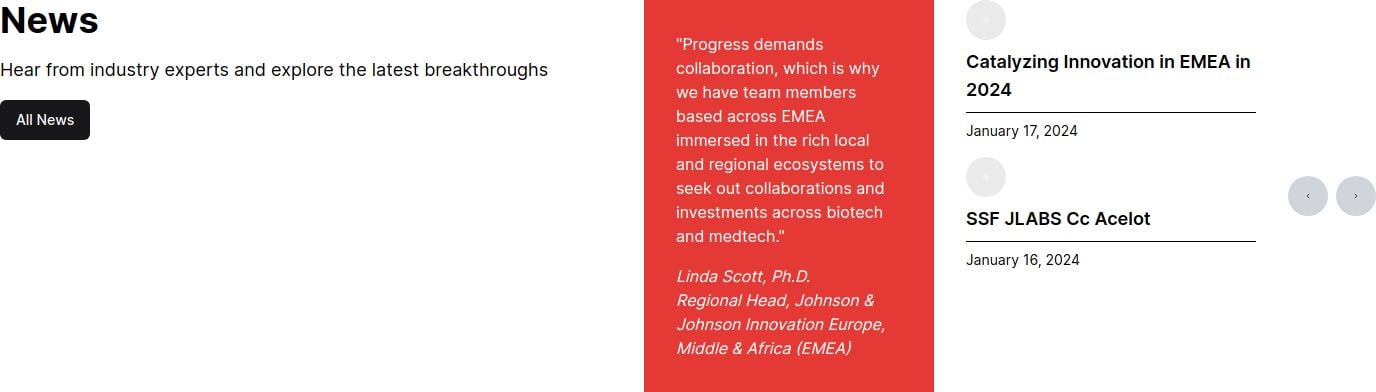 News
Hear from industry experts and explore the latest breakthroughs
All News
"Progress demands
collaboration, which is why
we have team members
based across EMEA
immersed in the rich local
and regional ecosystems to
seek out collaborations and
investments across biotech
and medtech."
Linda Scott, Ph.D.
Regional Head, Johnson &
Johnson Innovation Europe,
Middle & Africa (EMEA)
Catalyzing Innovation in EMEA in
2024
January 17, 2024
SSF JLABS Cc Acelot
January 16, 2024
‹ ›